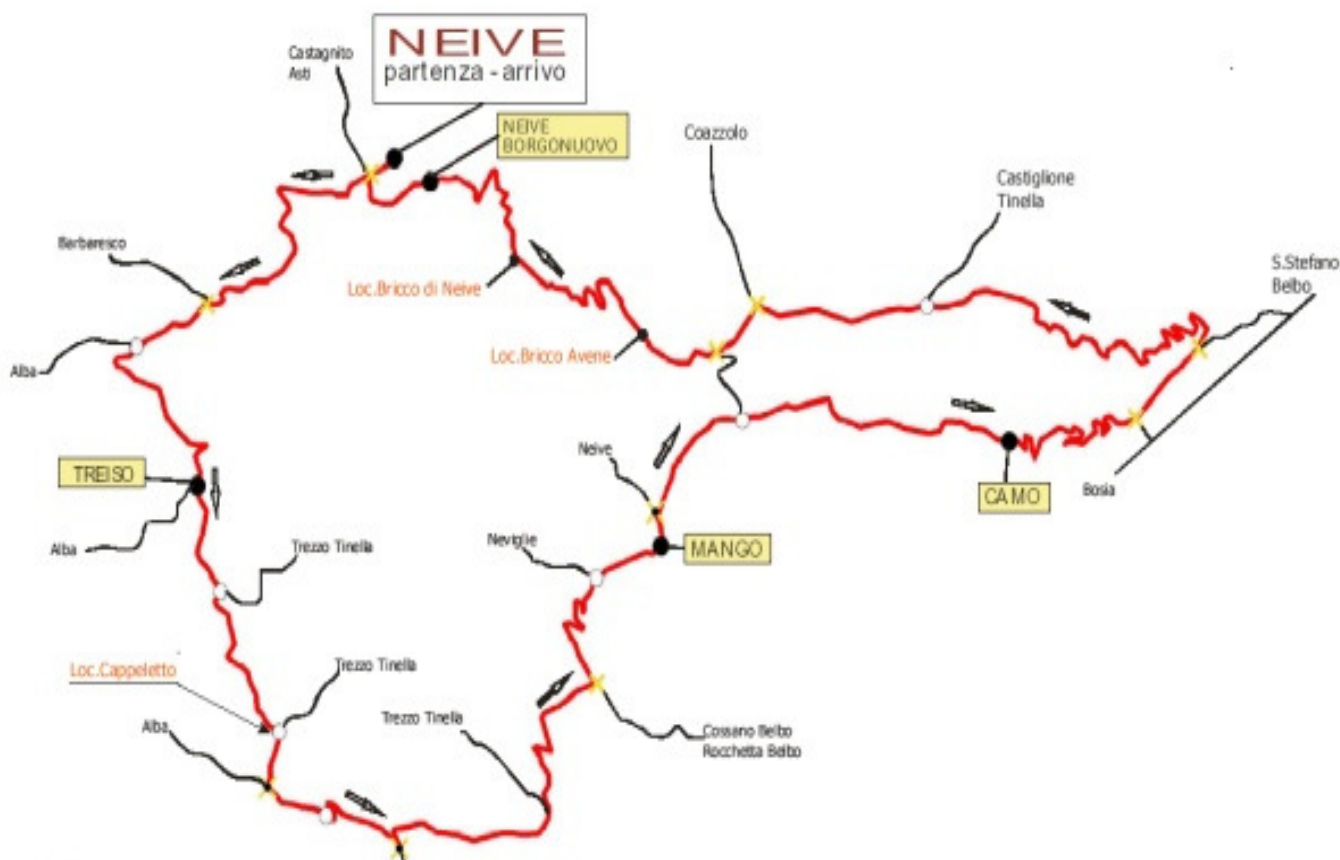 NEIVE
partenza - arrivo
Castagnito
Asti
NEIVE
BORGONUOVO
Coazzolo
Castiglione
Tinella
Barbaresco
S.Stefano
Belbo
Loc.Bricco di Neive
Loc.Bricco Avene
Alba
TREISO
Neive
CAMO
Bosia
Alba
Trezzo Tinella
Neviglie
MANGO
Loc.Cappeletto
Trezzo Tinella
Alba
Trezzo Tinella
Cossano Belbo
Rocchetta Belbo